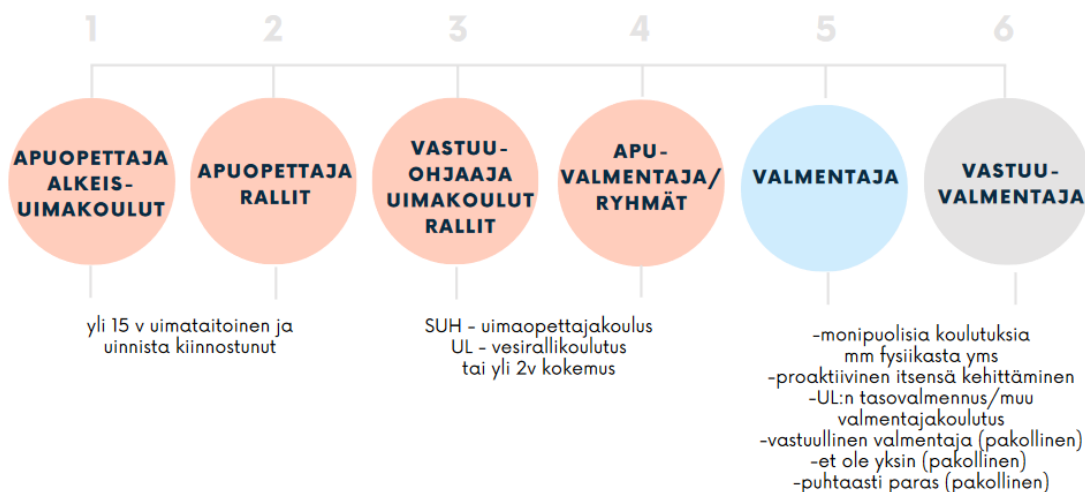 1
2
3
4
5
6
APUOPETTAJA
ALKEIS-
UIMAKOULUT
APUOPETTAJA
RALLIT
VASTUU-
OHJAAJA
UIMAKOULUT
RALLIT
APU-
VALMENTAJA/
RYHMÄT
VALMENTAJA
VASTUU-
VALMENTAJA
yli 15 v uimataitoinen ja
uinnista kiinnostunut
SUH - uimaopettajakoulus
UL - vesirallikoulutus
tai yli 2v kokemus
-monipuolisia koulutuksia
mm fysiikasta yms
-proaktiivinen itsensä kehittäminen
-UL:n tasovalmennus/muu
valmentajakoulutus
-vastuullinen valmentaja (pakollinen)
-et ole yksin (pakollinen)
-puhtaasti paras (pakollinen)